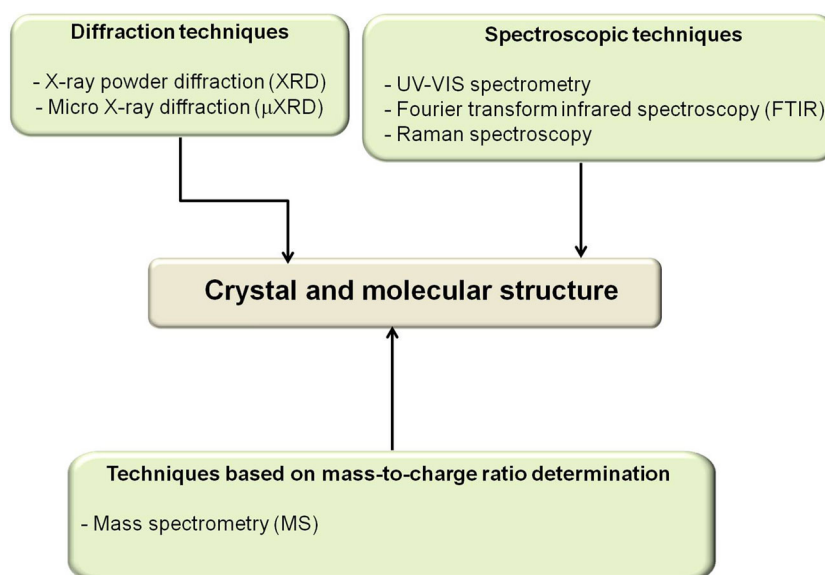 Diffraction techniques
- X-ray powder diffraction (XRD)
- Micro X-ray diffraction (μXRD)
Spectroscopic techniques
- UV-VIS spectrometry
- Fourier transform infrared spectroscopy (FTIR)
- Raman spectroscopy
Crystal and molecular structure
Techniques based on mass-to-charge ratio determination
- Mass spectrometry (MS)